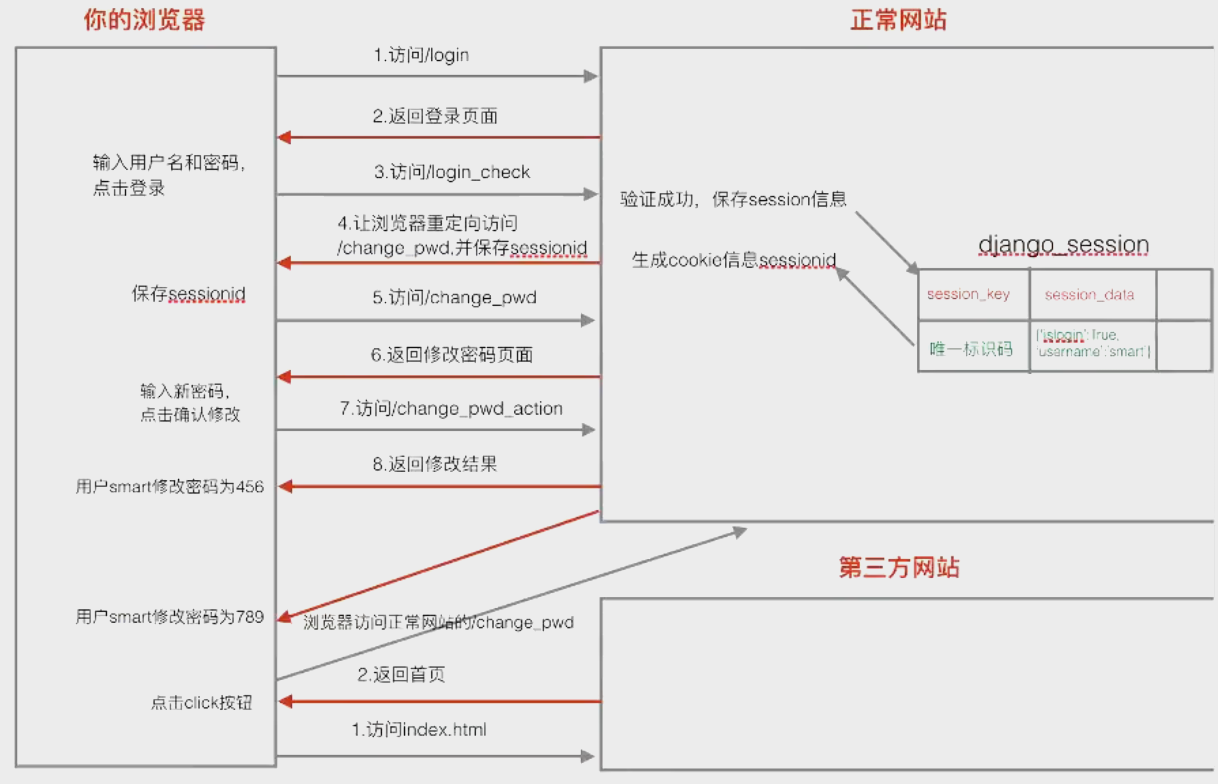 你的浏览器
正常网站
1.访问/login
2.返回登录页面
输入用户名和密码，
点击登录
3.访问/login_check
验证成功，保存session信息
4.让浏览器重定向访问
/change_pwd,并保存sessionid
生成cookie信息sessionid
django_session
session_key
session_data
唯一标识码
{'islogin':True,
'username':'smart'}
保存sessionid
5.访问/change_pwd
6.返回修改密码页面
输入新密码，
点击确认修改
7.访问/change_pwd_action
8.返回修改结果
用户smart修改密码为456
第三方网站
用户smart修改密码为789
浏览器访问正常网站的/change_pwd
2.返回首页
点击click按钮
1.访问index.html